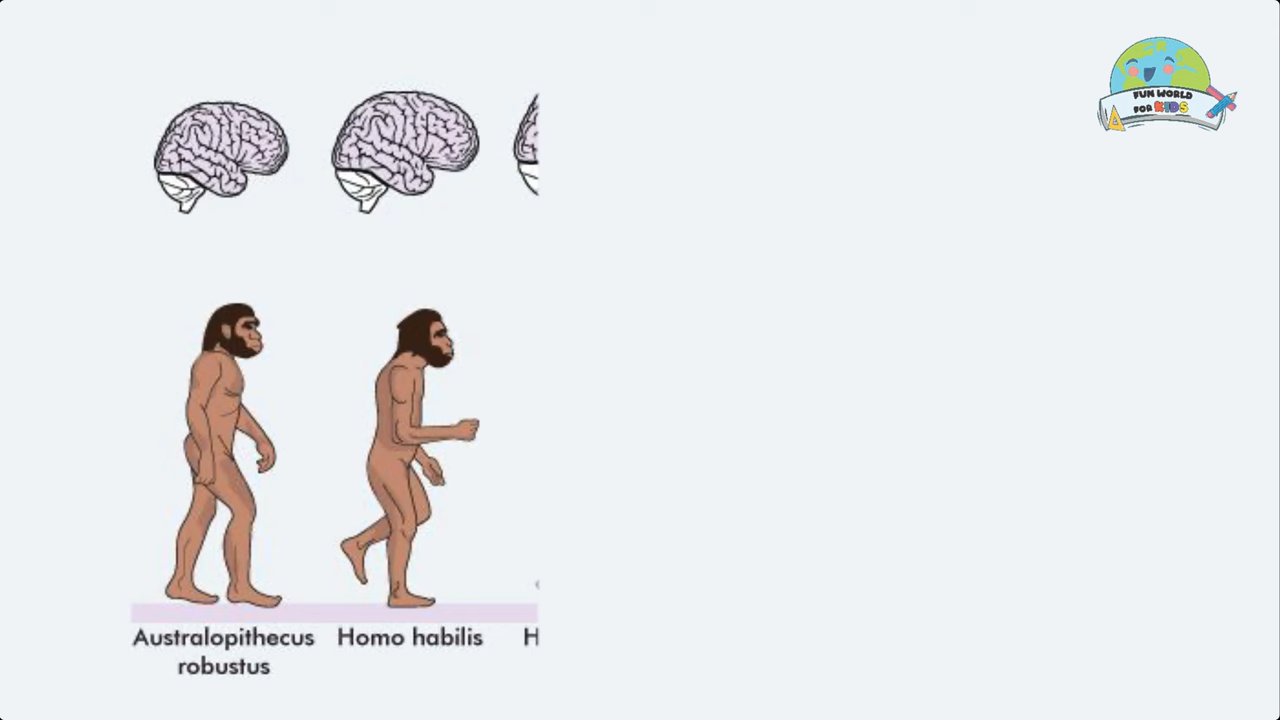 FUN WORLD
FOR KIDS
Australopithecus
robustus
Homo habilis
H